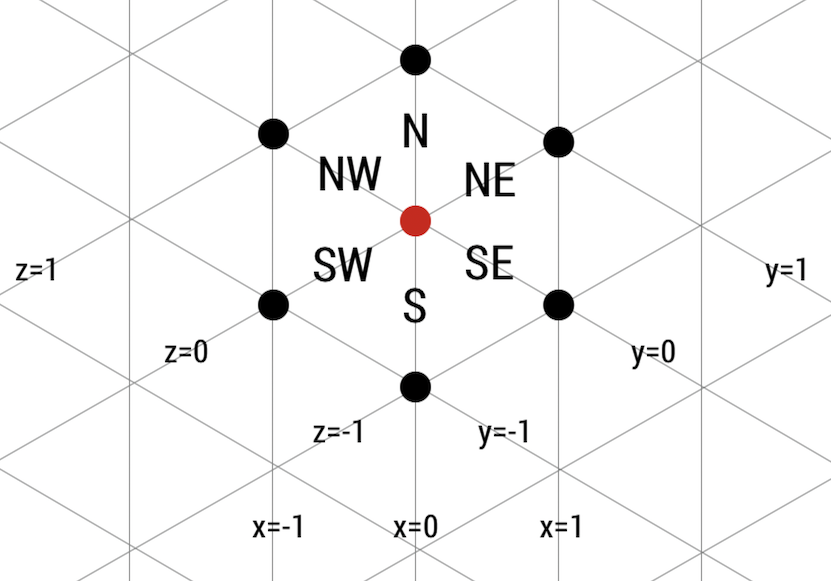 N
NW
NE
SW
SE
z=1
y=1
S
z=0
y=0
z=-1
y=-1
x=-1
x=0
x=1